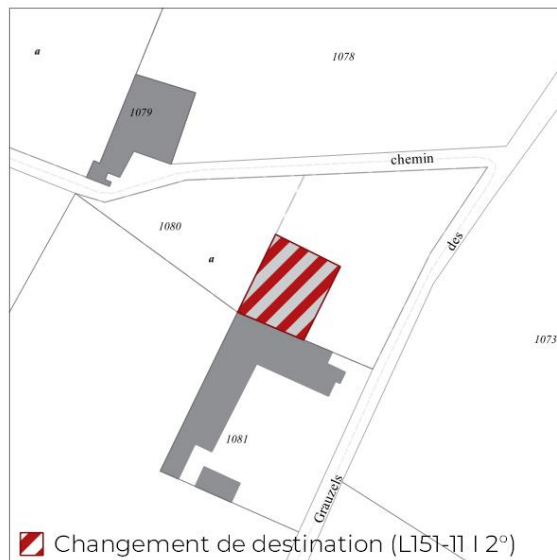 a
1078
1079
chemin
1080
des
a
1073
1081
Grauzels
Changement de destination (L151-11 I 2°)